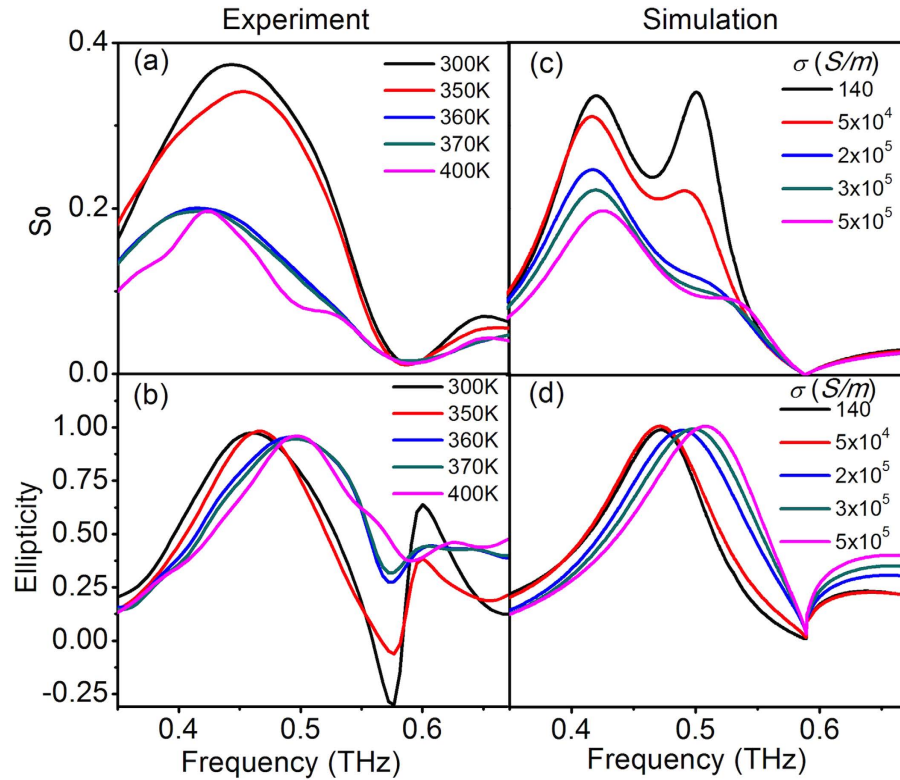 Experiment
Simulation
(a)
300K
350K
360K
370K
400K
0.4
0.2
0.0
S0
(c)
σ (S/m)
140
5x10⁴
2x10⁵
3x10⁵
5x10⁵
(b)
300K
350K
360K
370K
400K
1.00
0.75
0.50
0.25
0.00
-0.25
Ellipticity
0.4
0.5
0.6
Frequency (THz)
(d)
σ (S/m)
140
5x10⁴
2x10⁵
3x10⁵
5x10⁵
0.4
0.5
0.6
Frequency (THz)